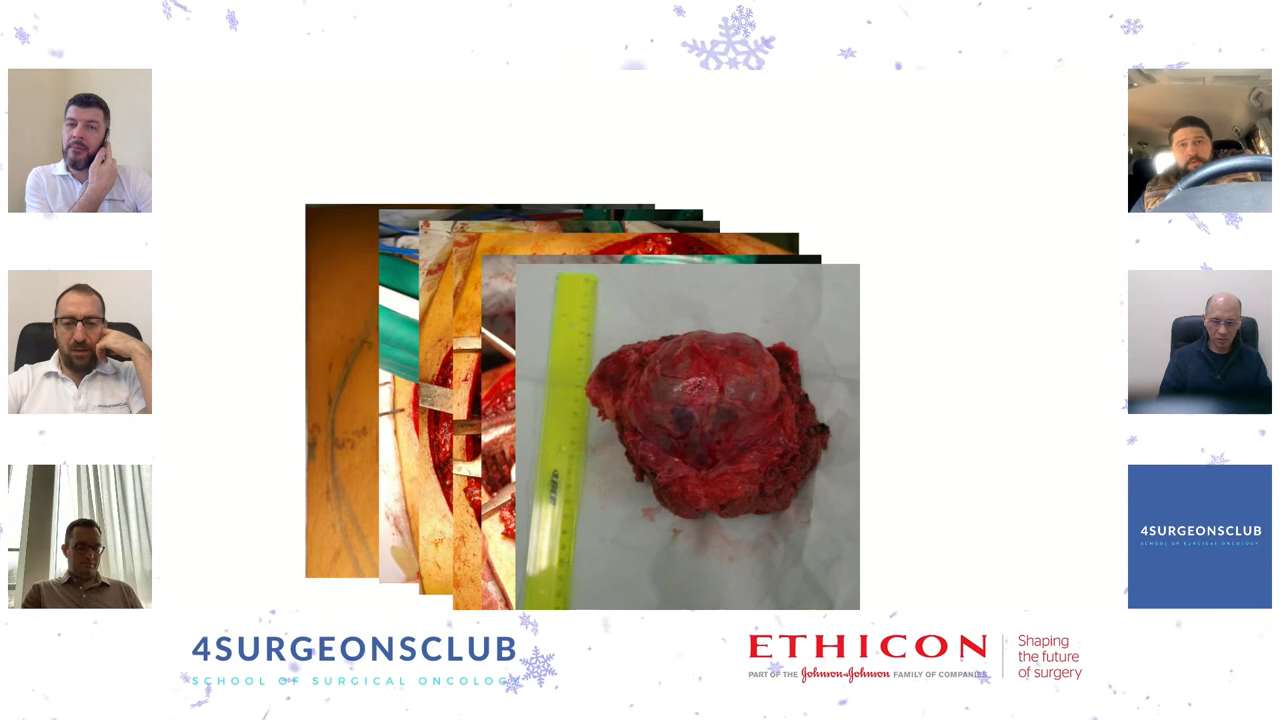 4SURGEONSCLUB
SCHOOL OF SURGICAL ONCOLOGY
4SURGEONSCLUB
SCHOOL OF SURGICAL ONCOLOGY
ETHICON
PART OF THE Johnson&Johnson FAMILY OF COMPANIES
Shaping
the future
of surgery